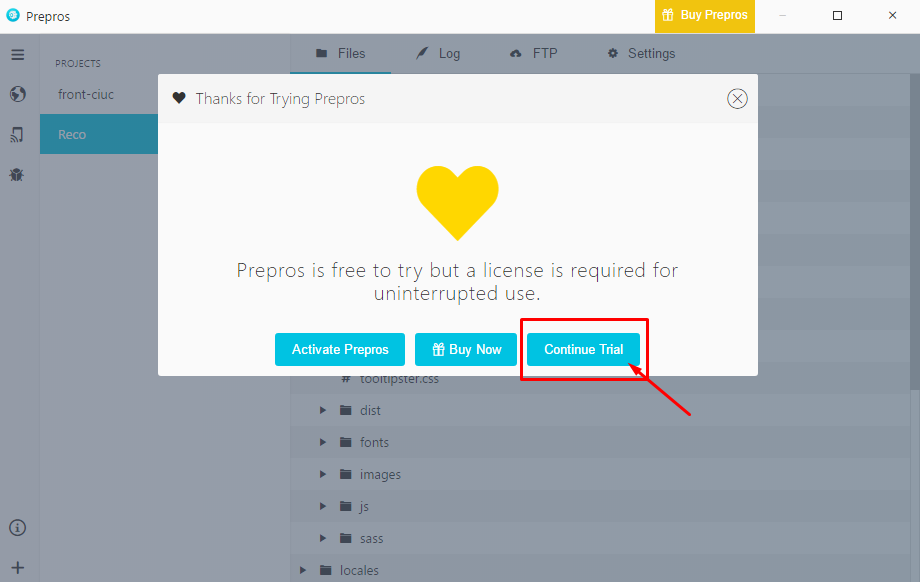 Prepros
Buy Prepros
PROJECTS
front-ciuc
Reco
Files
Log
FTP
Settings
Thanks for Trying Prepros
Prepros is free to try but a license is required for
uninterrupted use.
Activate Prepros
Buy Now
Continue Trial
# tooltipster.css
dist
fonts
images
js
sass
locales